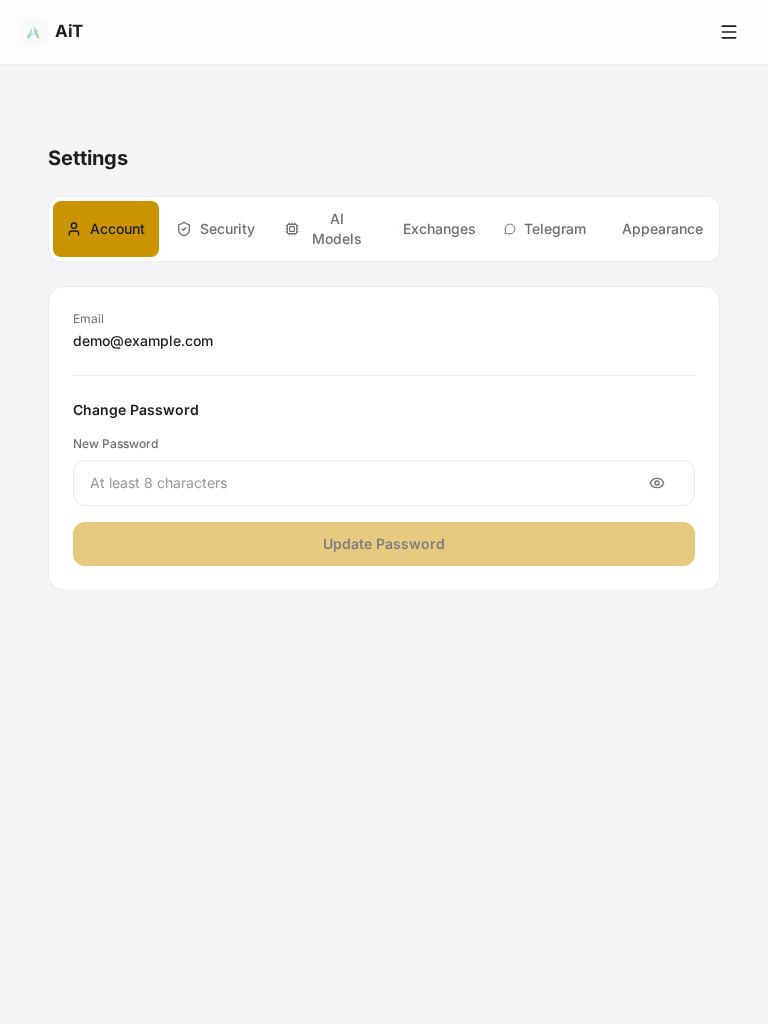 AiT
Settings
Account
Security
AI
Models
Exchanges
Telegram
Appearance
Email
demo@example.com
Change Password
New Password
At least 8 characters
Update Password